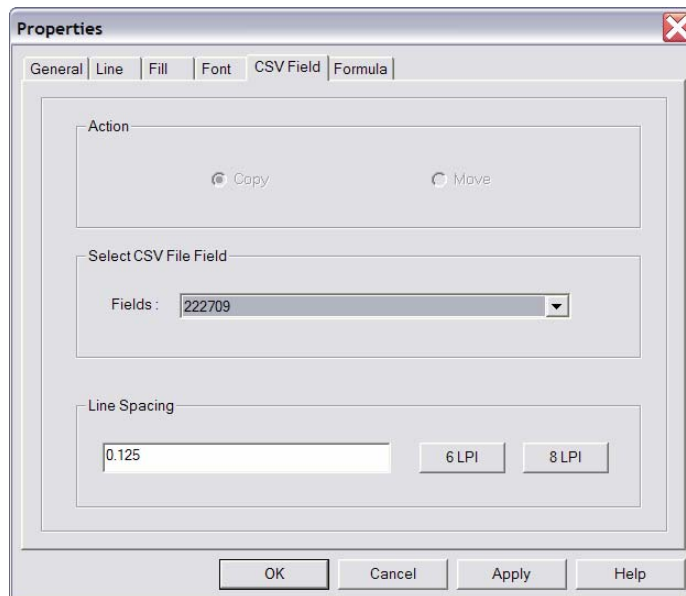 Properties
General Line Fill Font CSV Field Formula
Action
Copy Move
Select CSV File Field
Fields : 222709
Line Spacing
0.125 6 LPI 8 LPI
OK Cancel Apply Help